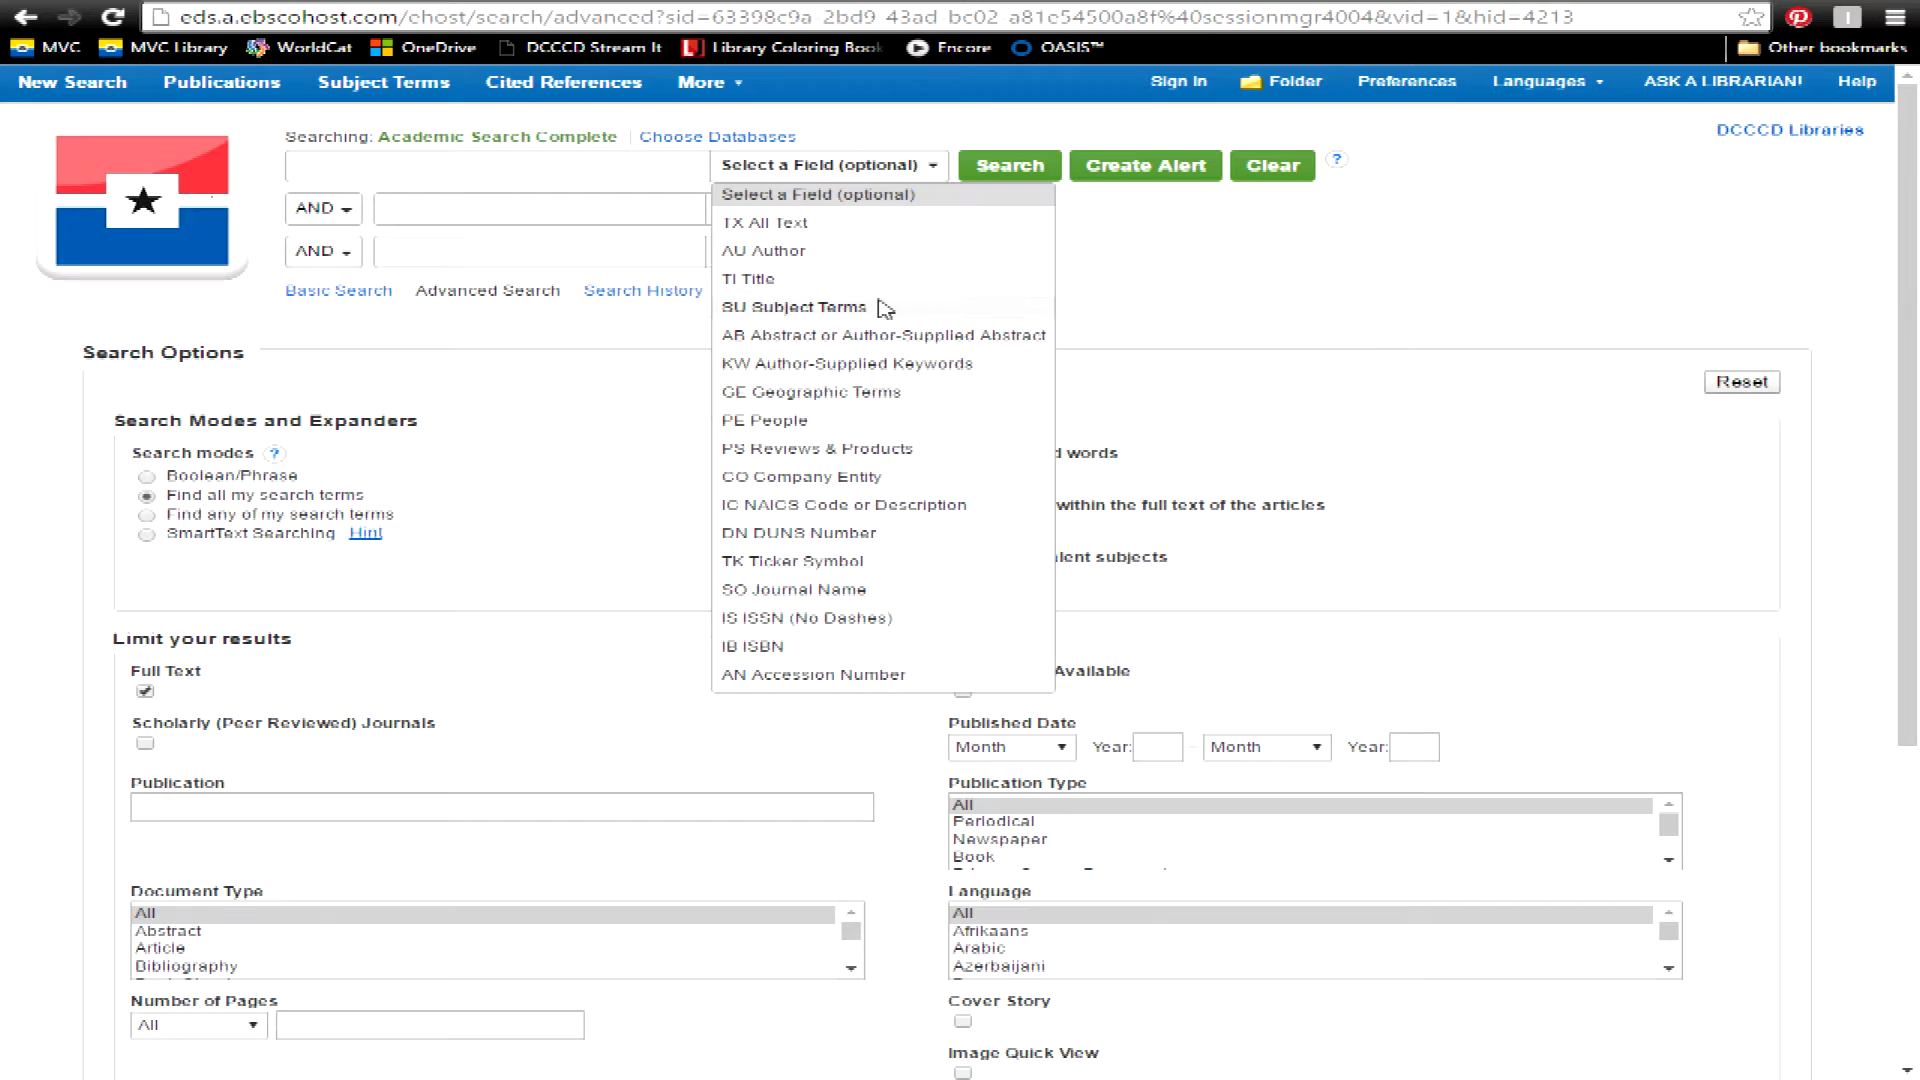 eds.a.ebscohost.com/ehost/search/advanced?sid=63398c9a-2bd9-43ad-bc02-a81e54500a8f%40sessionmgr4004&vid=1&hid=4213
MVC MVC Library WorldCat OneDrive DCCCD Stream It Library Coloring Book Encore OASIS™ Other bookmarks
New Search Publications Subject Terms Cited References More Sign In Folder Preferences Languages ASK A LIBRARIAN! Help
Searching: Academic Search Complete Choose Databases DCCCD Libraries
Select a Field (optional) Search Create Alert Clear ?
Select a Field (optional)
AND
TX All Text
AU Author
AND
TI Title
Basic Search Advanced Search Search History
SU Subject Terms
AB Abstract or Author-Supplied Abstract
KW Author-Supplied Keywords
GE Geographic Terms
PE People
PS Reviews & Products
CO Company Entity
IC NAICS Code or Description
DN DUNS Number
TK Ticker Symbol
SO Journal Name
IS ISSN (No Dashes)
IB ISBN
AN Accession Number
Search Options
Reset
Search Modes and Expanders
Search modes ?
Boolean/Phrase
Find all my search terms
Find any of my search terms
SmartText Searching Hint
words
within the full text of the articles
lent subjects
Limit your results
Full Text
Available
Scholarly (Peer Reviewed) Journals
Published Date
Month Year: - Month Year:
Publication
Publication Type
All
Periodical
Newspaper
Book
Document Type
All
Abstract
Article
Bibliography
Language
All
Afrikaans
Arabic
Azerbaijani
Number of Pages
All
Cover Story
Image Quick View